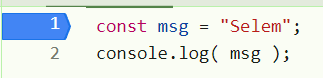 1 const msg = "Selem";
2 console.log( msg );